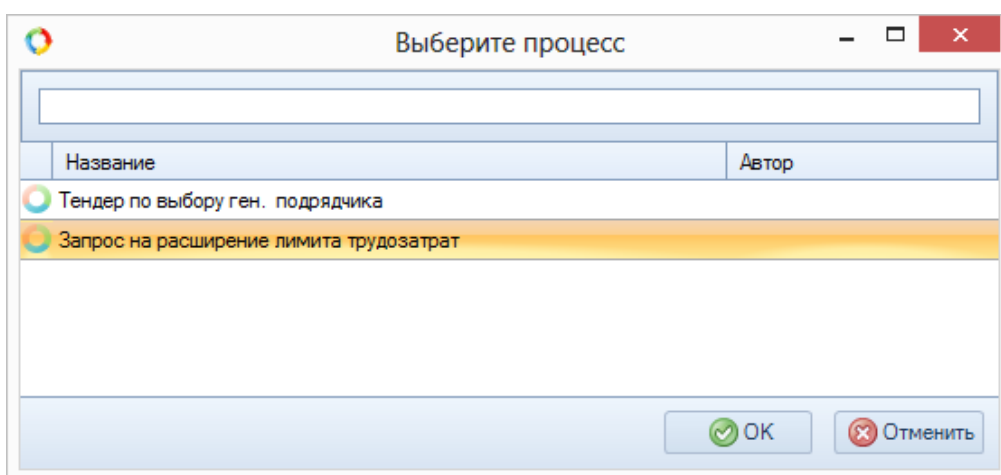 Выберите процесс
Название Автор
Тендер по выбору ген. подрядчика
Запрос на расширение лимита трудозатрат
OK Отменить